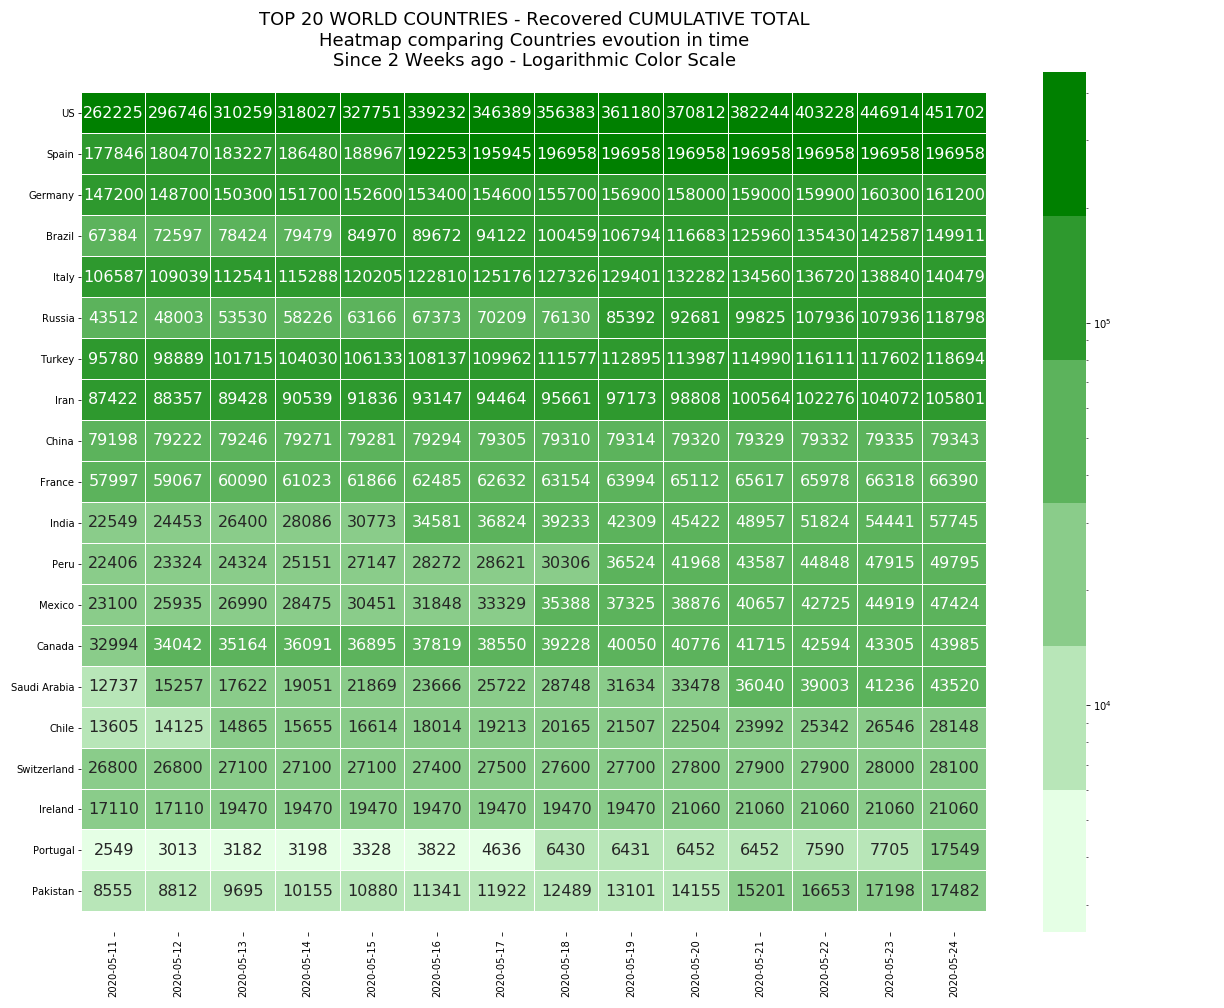 TOP 20 WORLD COUNTRIES - Recovered CUMULATIVE TOTAL
Heatmap comparing Countries evoution in time
Since 2 Weeks ago - Logarithmic Color Scale
US 262225 296746 310259 318027 327751 339232 346389 356383 361180 370812 382244 403228 446914 451702
Spain 177846 180470 183227 186480 188967 192253 195945 196958 196958 196958 196958 196958 196958 196958
Germany 147200 148700 150300 151700 152600 153400 154600 155700 156900 158000 159000 159900 160300 161200
Brazil 67384 72597 78424 79479 84970 89672 94122 100459 106794 116683 125960 135430 142587 149911
Italy 106587 109039 112541 115288 120205 122810 125176 127326 129401 132282 134560 136720 138840 140479
Russia 43512 48003 53530 58226 63166 67373 70209 76130 85392 92681 99825 107936 107936 118798
Turkey 95780 98889 101715 104030 106133 108137 109962 111577 112895 113987 114990 116111 117602 118694
Iran 87422 88357 89428 90539 91836 93147 94464 95661 97173 98808 100564 102276 104072 105801
China 79198 79222 79246 79271 79281 79294 79305 79310 79314 79320 79329 79332 79335 79343
France 57997 59067 60090 61023 61866 62485 62632 63154 63994 65112 65617 65978 66318 66390
India 22549 24453 26400 28086 30773 34581 36824 39233 42309 45422 48957 51824 54441 57745
Peru 22406 23324 24324 25151 27147 28272 28621 30306 36524 41968 43587 44848 47915 49795
Mexico 23100 25935 26990 28475 30451 31848 33329 35388 37325 38876 40657 42725 44919 47424
Canada 32994 34042 35164 36091 36895 37819 38550 39228 40050 40776 41715 42594 43305 43985
Saudi Arabia 12737 15257 17622 19051 21869 23666 25722 28748 31634 33478 36040 39003 41236 43520
Chile 13605 14125 14865 15655 16614 18014 19213 20165 21507 22504 23992 25342 26546 28148
Switzerland 26800 26800 27100 27100 27100 27400 27500 27600 27700 27800 27900 27900 28000 28100
Ireland 17110 17110 19470 19470 19470 19470 19470 19470 19470 21060 21060 21060 21060 21060
Portugal 2549 3013 3182 3198 3328 3822 4636 6430 6431 6452 6452 7590 7705 17549
Pakistan 8555 8812 9695 10155 10880 11341 11922 12489 13101 14155 15201 16653 17198 17482
2020-05-11 2020-05-12 2020-05-13 2020-05-14 2020-05-15 2020-05-16 2020-05-17 2020-05-18 2020-05-19 2020-05-20 2020-05-21 2020-05-22 2020-05-23 2020-05-24
10⁵
10⁴